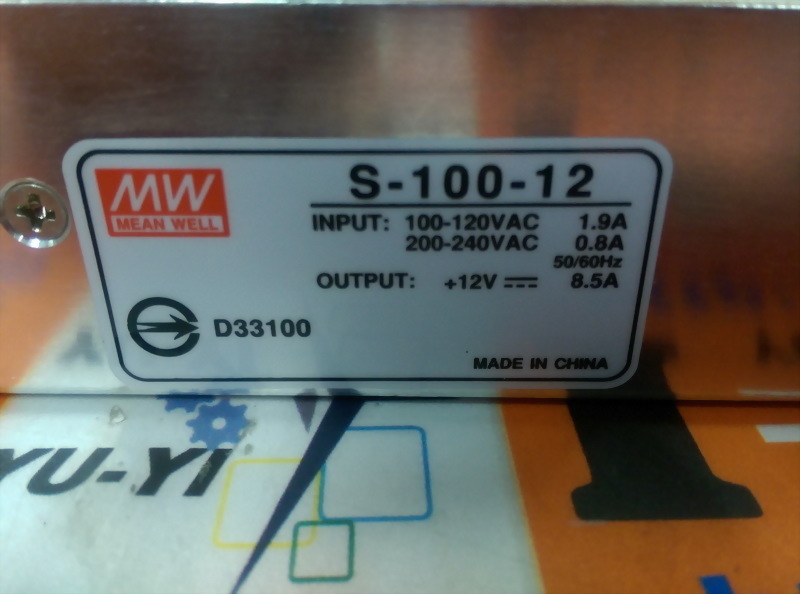 MW
MEAN WELL
S-100-12
INPUT: 100-120VAC 1.9A
200-240VAC 0.8A
50/60Hz
OUTPUT: +12V 8.5A
D33100
MADE IN CHINA
YU-YI